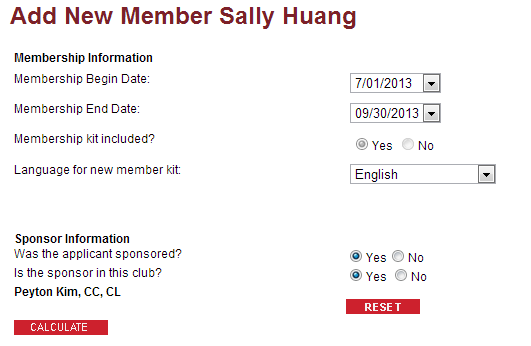 Add New Member Sally Huang
Membership Information
Membership Begin Date: 7/01/2013
Membership End Date: 09/30/2013
Membership kit included? Yes No
Language for new member kit: English
Sponsor Information
Was the applicant sponsored? Yes No
Is the sponsor in this club? Yes No
Peyton Kim, CC, CL
RESET
CALCULATE